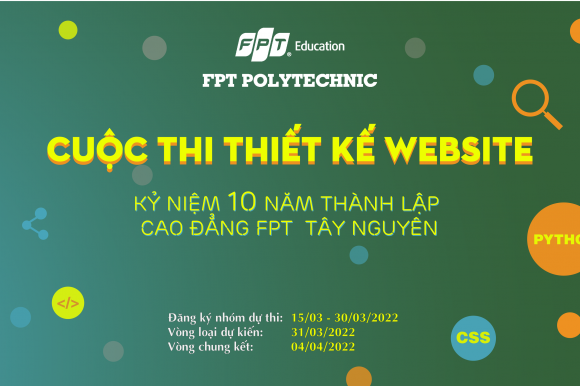 FPT Education
FPT POLYTECHNIC
CUỘC THI THIẾT KẾ WEBSITE
KỶ NIỆM 10 NĂM THÀNH LẬP
CAO ĐẲNG FPT TÂY NGUYÊN
PYTHO
</>
Đăng ký nhóm dự thi: 15/03 - 30/03/2022
Vòng loại dự kiến: 31/03/2022
Vòng chung kết: 04/04/2022
CSS